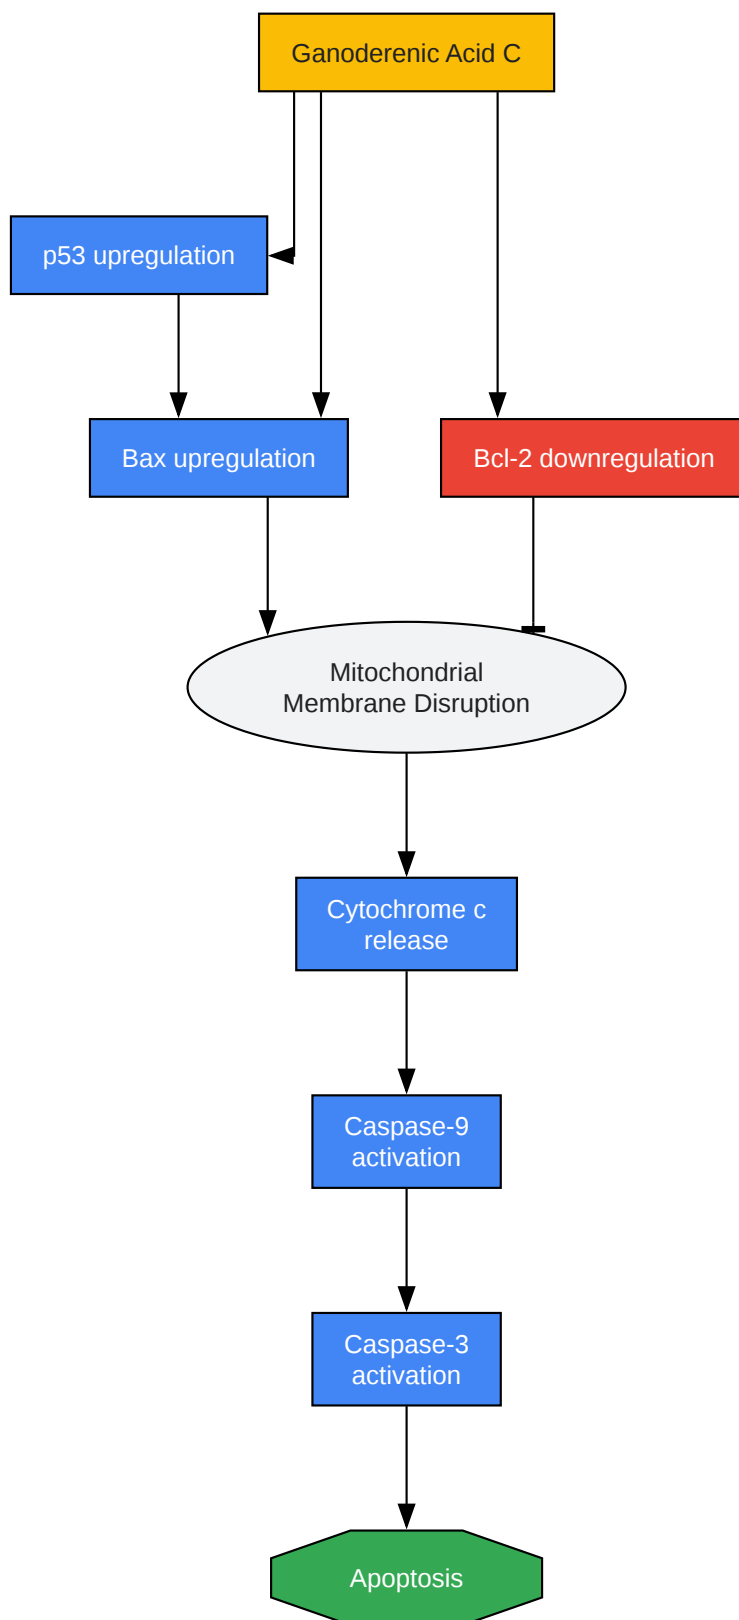 Ganoderenic Acid C
p53 upregulation
Bax upregulation
Bcl-2 downregulation
Mitochondrial
Membrane Disruption
Cytochrome c
release
Caspase-9
activation
Caspase-3
activation
Apoptosis